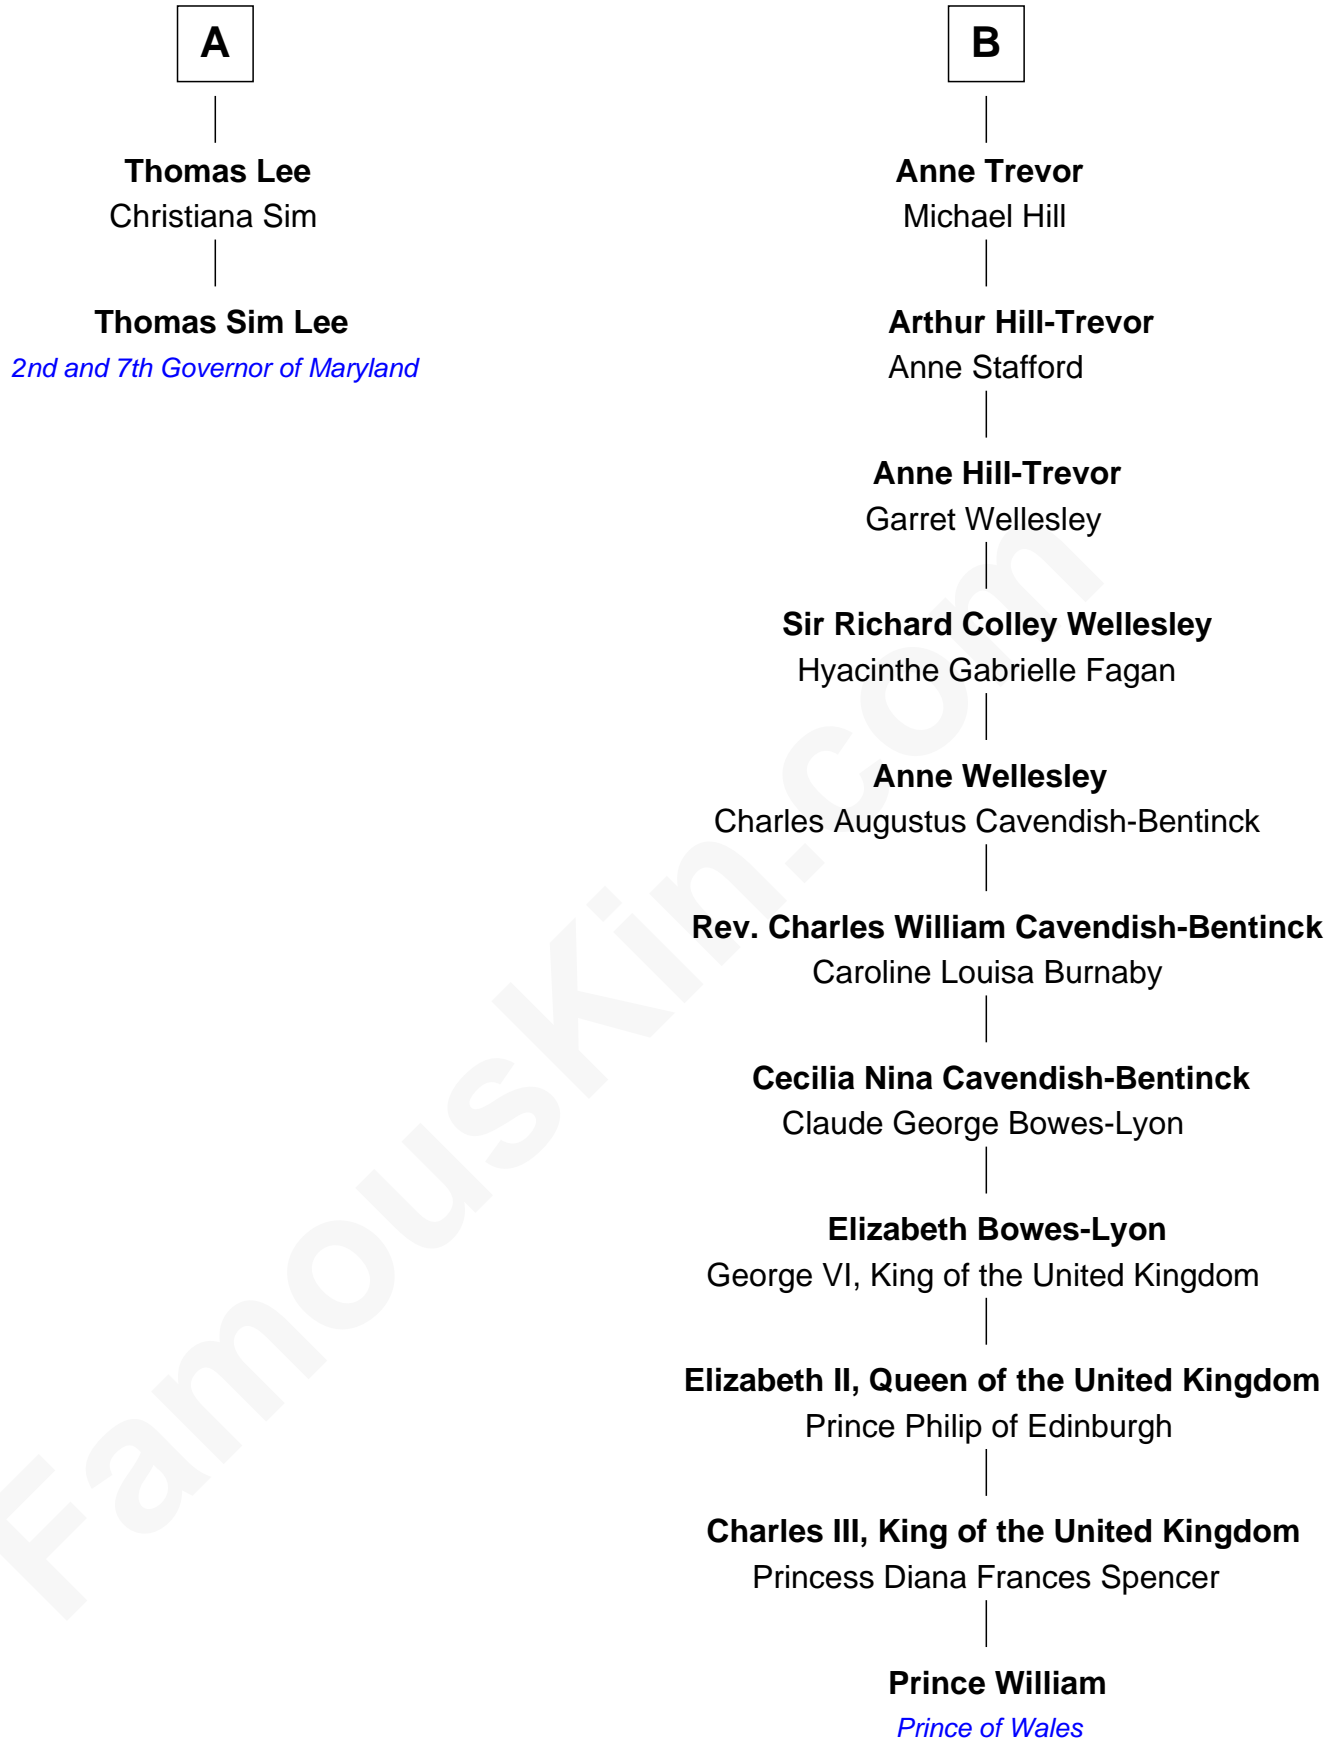 A
Thomas Lee
Christiana Sim
Thomas Sim Lee
2nd and 7th Governor of Maryland
B
Anne Trevor
Michael Hill
Arthur Hill-Trevor
Anne Stafford
Anne Hill-Trevor
Garret Wellesley
Sir Richard Colley Wellesley
Hyacinthe Gabrielle Fagan
Anne Wellesley
Charles Augustus Cavendish-Bentinck
Rev. Charles William Cavendish-Bentinck
Caroline Louisa Burnaby
Cecilia Nina Cavendish-Bentinck
Claude George Bowes-Lyon
Elizabeth Bowes-Lyon
George VI, King of the United Kingdom
Elizabeth II, Queen of the United Kingdom
Prince Philip of Edinburgh
Charles III, King of the United Kingdom
Princess Diana Frances Spencer
Prince William
Prince of Wales
FamousKin.com